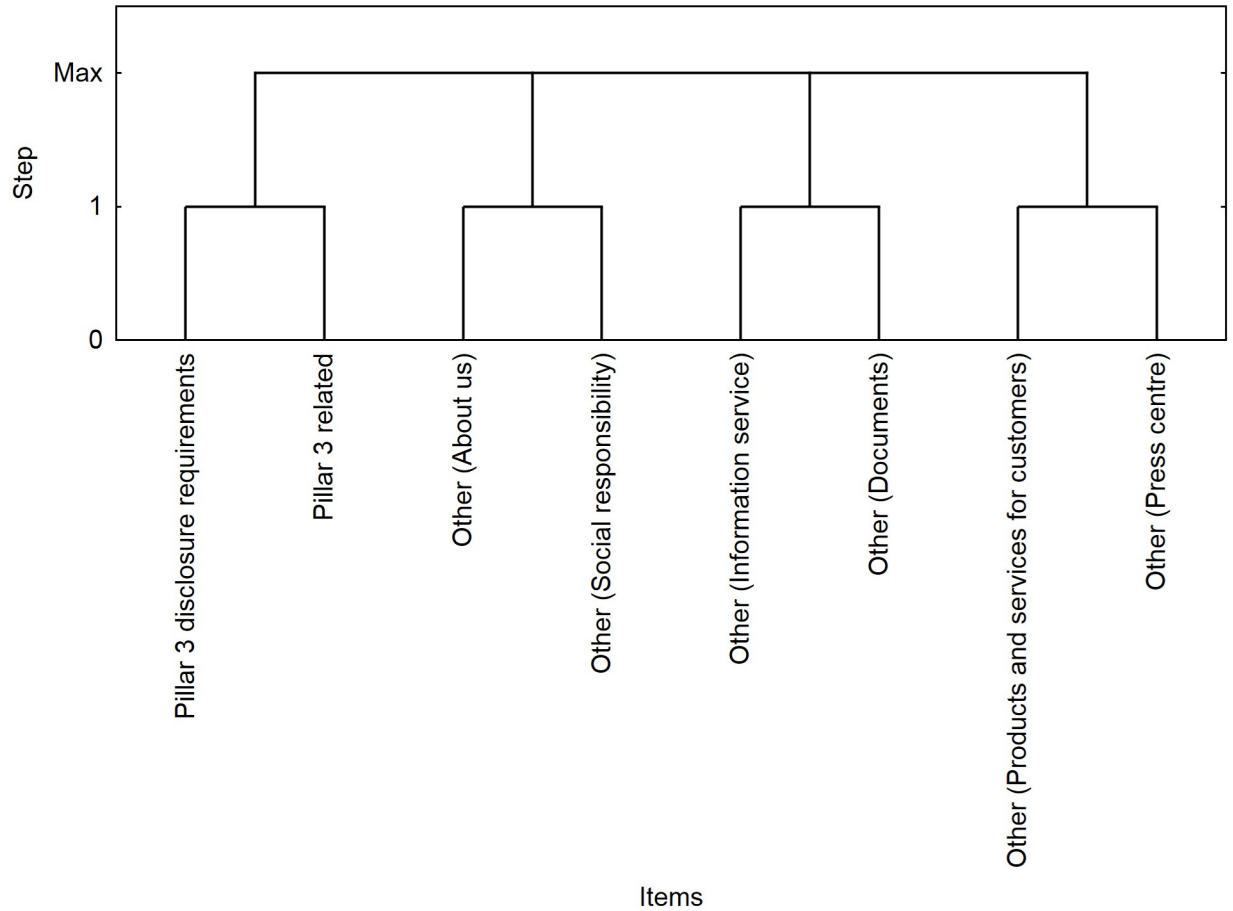 Max
1
0
Step
Pillar 3 disclosure requirements
Pillar 3 related
Other (About us)
Other (Social responsibility)
Other (Information service)
Other (Documents)
Other (Products and services for customers)
Other (Press centre)
Items